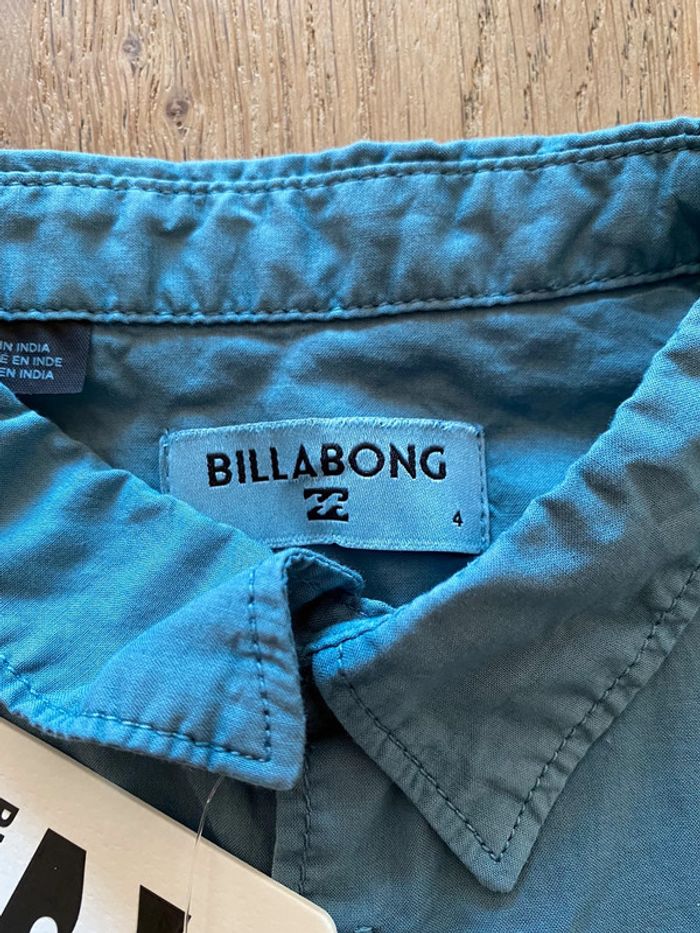 IN INDIA
É EN INDE
EN INDIA
BILLABONG
4